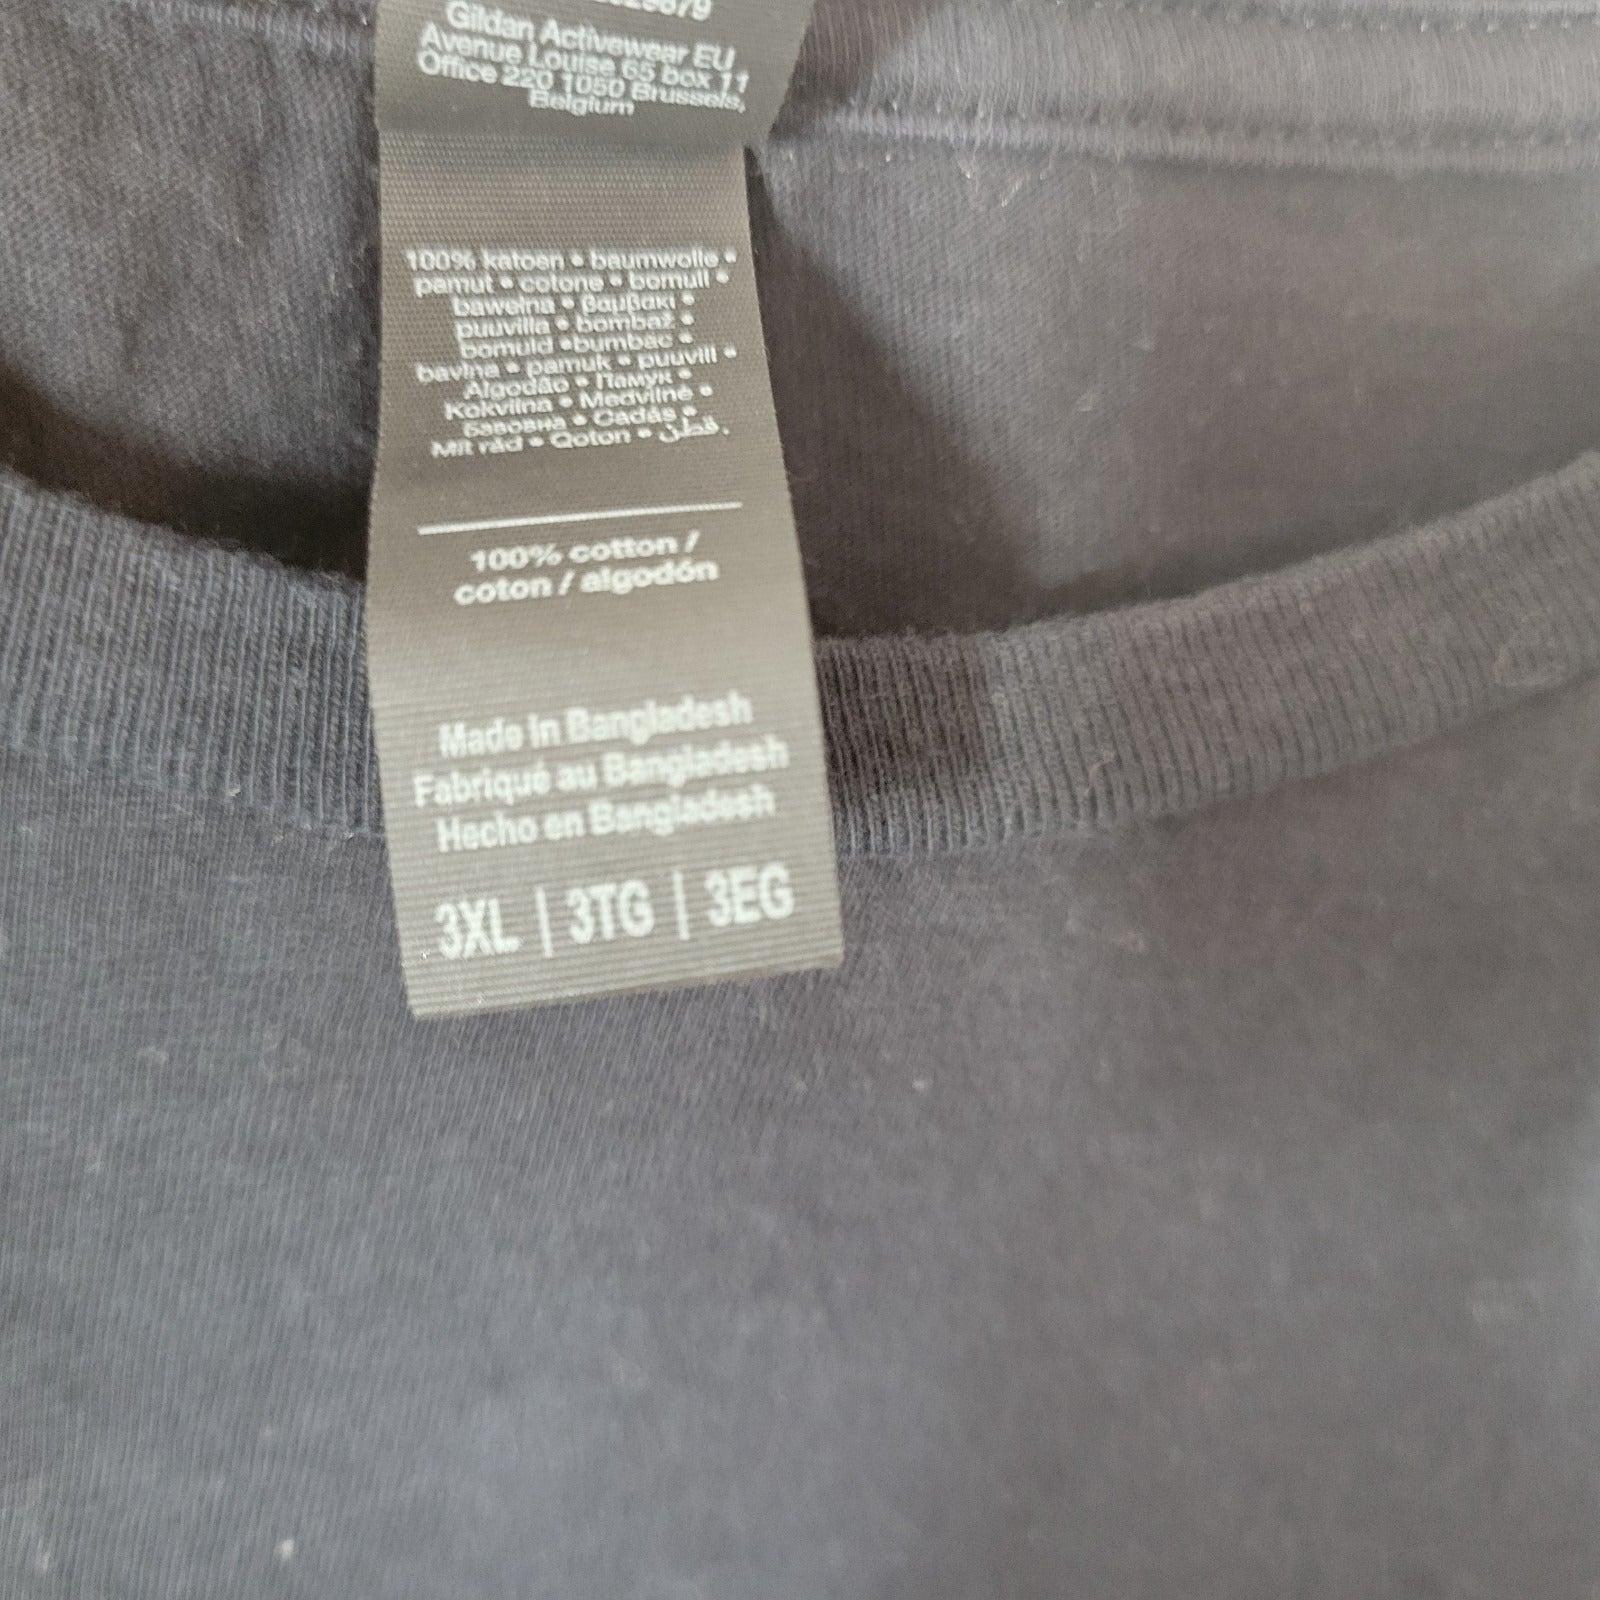 Gildan Activewear EU
Avenue Louise 65 box 11
Office 220 1050 Brussels,
Belgium
100% katoen • baumwolle •
pamut • cotone • bomull •
bawełna • βαμβακι •
puuvilla • bombaž •
bomuld •bumbac •
bavlna • pamuk • puuvill •
Algodão • Памук •
Kokvilna • Medvilnė •
Бавовна • Cadás •
Mit rád • Qoton • قطن.
100% cotton /
coton / algodón
Made in Bangladesh
Fabriqué au Bangladesh
Hecho en Bangladesh
3XL | 3TG | 3EG